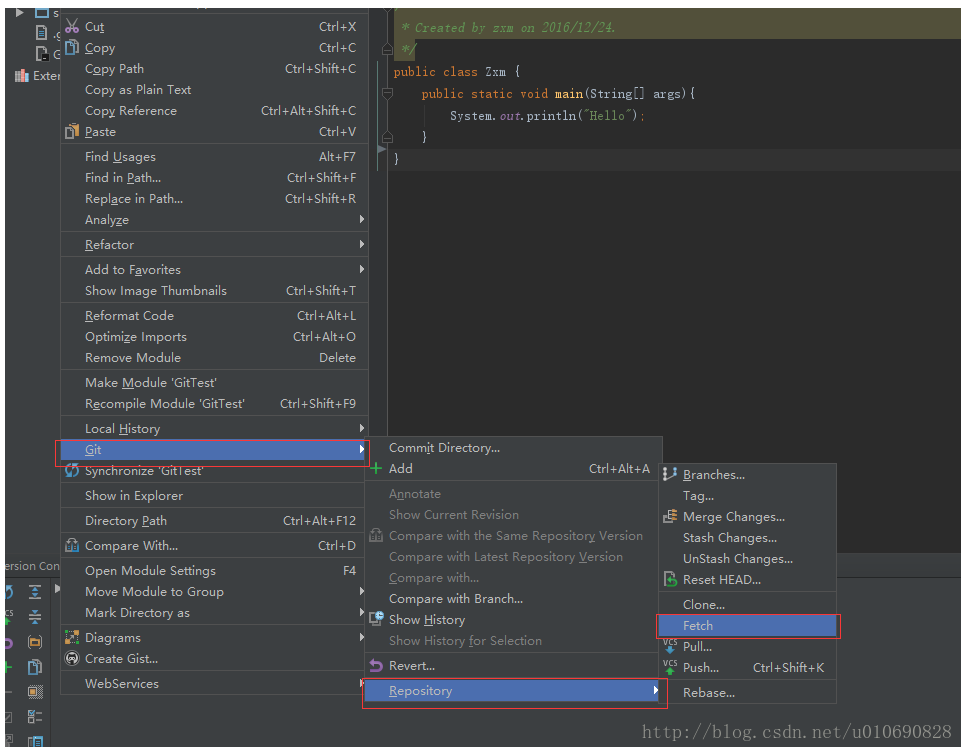 s
.g
G
Exter
Cut Ctrl+X
Copy Ctrl+C
Copy Path Ctrl+Shift+C
Copy as Plain Text
Copy Reference Ctrl+Alt+Shift+C
Paste Ctrl+V
Find Usages Alt+F7
Find in Path... Ctrl+Shift+F
Replace in Path... Ctrl+Shift+R
Analyze
Refactor
Add to Favorites
Show Image Thumbnails Ctrl+Shift+T
Reformat Code Ctrl+Alt+L
Optimize Imports Ctrl+Alt+O
Remove Module Delete
Make Module 'GitTest'
Recompile Module 'GitTest' Ctrl+Shift+F9
Local History
Git
Synchronize 'GitTest'
Show in Explorer
Directory Path Ctrl+Alt+F12
Compare With... Ctrl+D
Open Module Settings F4
Move Module to Group
Mark Directory as
Diagrams
Create Gist...
WebServices
* Created by zxm on 2016/12/24.
*/
public class Zxm {
public static void main(String[] args){
System.out.println("Hello");
}
}
Commit Directory...
Add Ctrl+Alt+A
Annotate
Show Current Revision
Compare with the Same Repository Version
Compare with Latest Repository Version
Compare with...
Compare with Branch...
Show History
Show History for Selection
Revert...
Repository
Branches...
Tag...
Merge Changes...
Stash Changes...
UnStash Changes...
Reset HEAD...
Clone...
Fetch
VCS Pull...
VCS Push... Ctrl+Shift+K
Rebase...
ersion Con
http://blog.csdn.net/u010690828